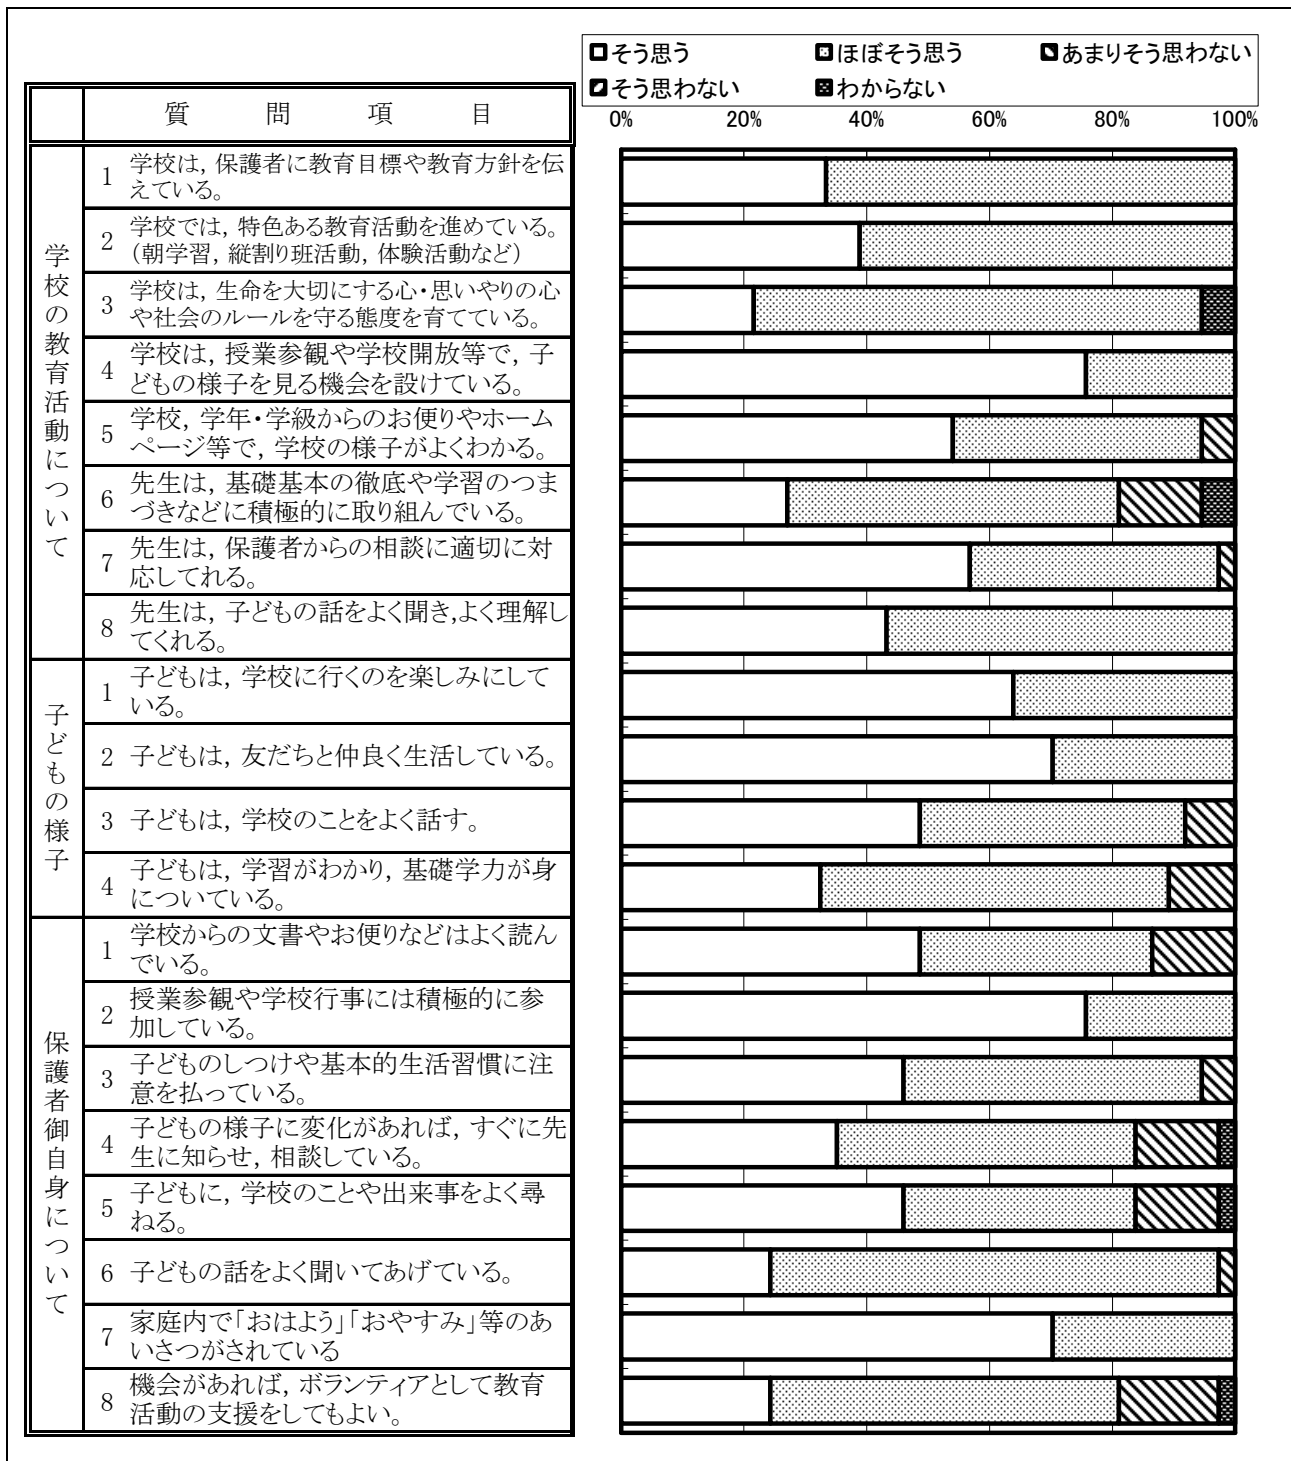 そう思う ほぼそう思う あまりそう思わない
そう思わない わからない
質問項目
0% 20% 40% 60% 80% 100%
学校の教育活動について
1 学校は，保護者に教育目標や教育方針を伝
えている。
2 学校では，特色ある教育活動を進めている。
（朝学習，縦割り班活動，体験活動など）
3 学校は，生命を大切にする心・思いやりの心
や社会のルールを守る態度を育てている。
4 学校は，授業参観や学校開放等で，子
どもの様子を見る機会を設けている。
5 学校，学年・学級からのお便りやホーム
ページ等で，学校の様子がよくわかる。
6 先生は，基礎基本の徹底や学習のつま
づきなどに積極的に取り組んでいる。
7 先生は，保護者からの相談に適切に対
応してれる。
8 先生は，子どもの話をよく聞き,よく理解し
てくれる。
子どもの様子
1 子どもは，学校に行くのを楽しみにして
いる。
2 子どもは，友だちと仲良く生活している。
3 子どもは，学校のことをよく話す。
4 子どもは，学習がわかり，基礎学力が身
についている。
保護者御自身について
1 学校からの文書やお便りなどはよく読ん
でいる。
2 授業参観や学校行事には積極的に参
加している。
3 子どものしつけや基本的生活習慣に注
意を払っている。
4 子どもの様子に変化があれば，すぐに先
生に知らせ，相談している。
5 子どもに，学校のことや出来事をよく尋
ねる。
6 子どもの話をよく聞いてあげている。
7 家庭内で「おはよう」「おやすみ」等のあ
いさつがされている
8 機会があれば，ボランティアとして教育
活動の支援をしてもよい。